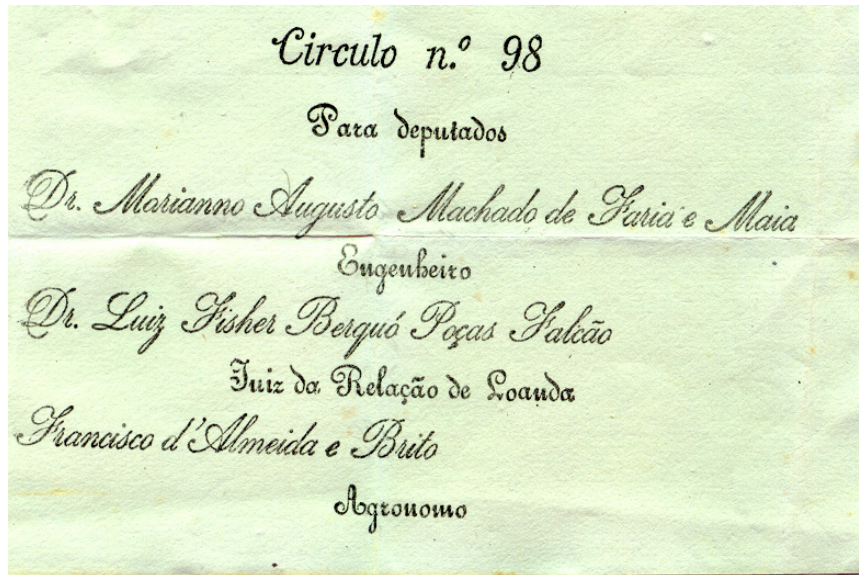 Circulo n.º 98
Para deputados
Dr. Marianno Augusto Machado de Faria e Maia
Engenheiro
Dr. Luiz Fisher Berquó Poças Falcão
Juiz da Relação de Loanda
Francisco d'Almeida e Brito
Agronomo